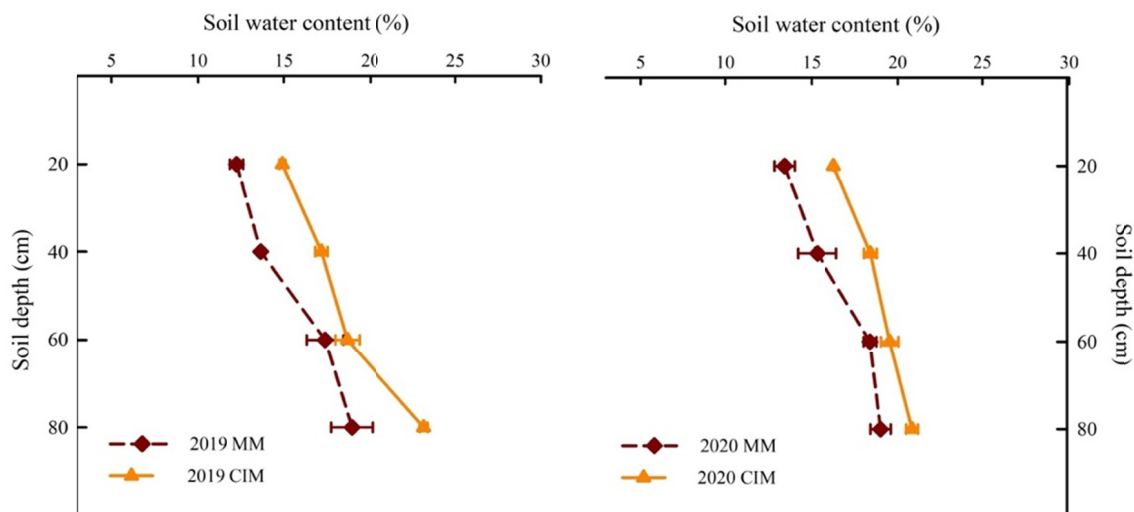 Soil water content (%)
5 10 15 20 25 30
Soil depth (cm)
20
40
60
80
2019 MM
2019 CIM
Soil water content (%)
5 10 15 20 25 30
20
40
60
80
Soil depth (cm)
2020 MM
2020 CIM